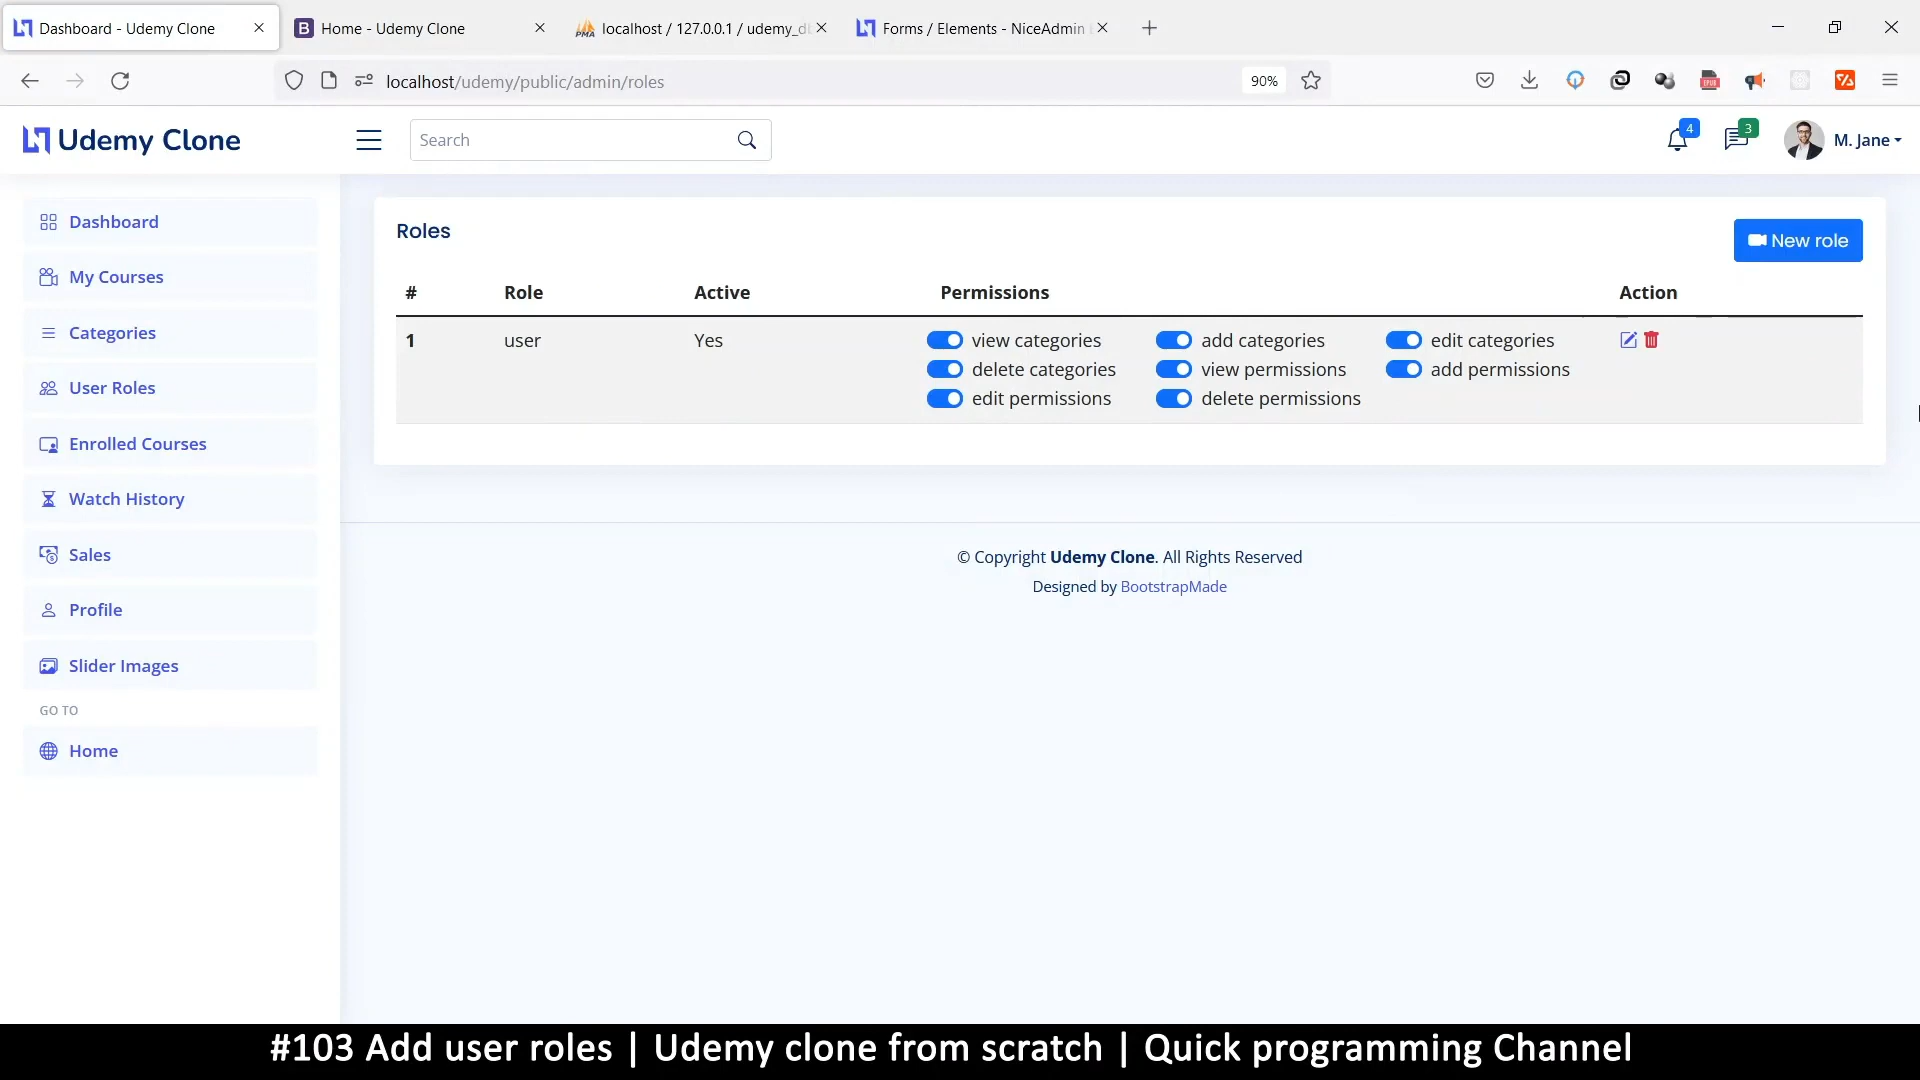 Dashboard - Udemy Clone
B Home - Udemy Clone
PMA localhost / 127.0.0.1 / udemy_d
Forms / Elements - NiceAdmin
localhost/udemy/public/admin/roles
90%
Udemy Clone
Search
4
3
M. Jane
Dashboard
My Courses
Categories
User Roles
Enrolled Courses
Watch History
Sales
Profile
Slider Images
GO TO
Home
Roles
New role
# Role Active Permissions Action
1 user Yes view categories add categories edit categories
delete categories view permissions add permissions
edit permissions delete permissions
© Copyright Udemy Clone. All Rights Reserved
Designed by BootstrapMade
#103 Add user roles | Udemy clone from scratch | Quick programming Channel